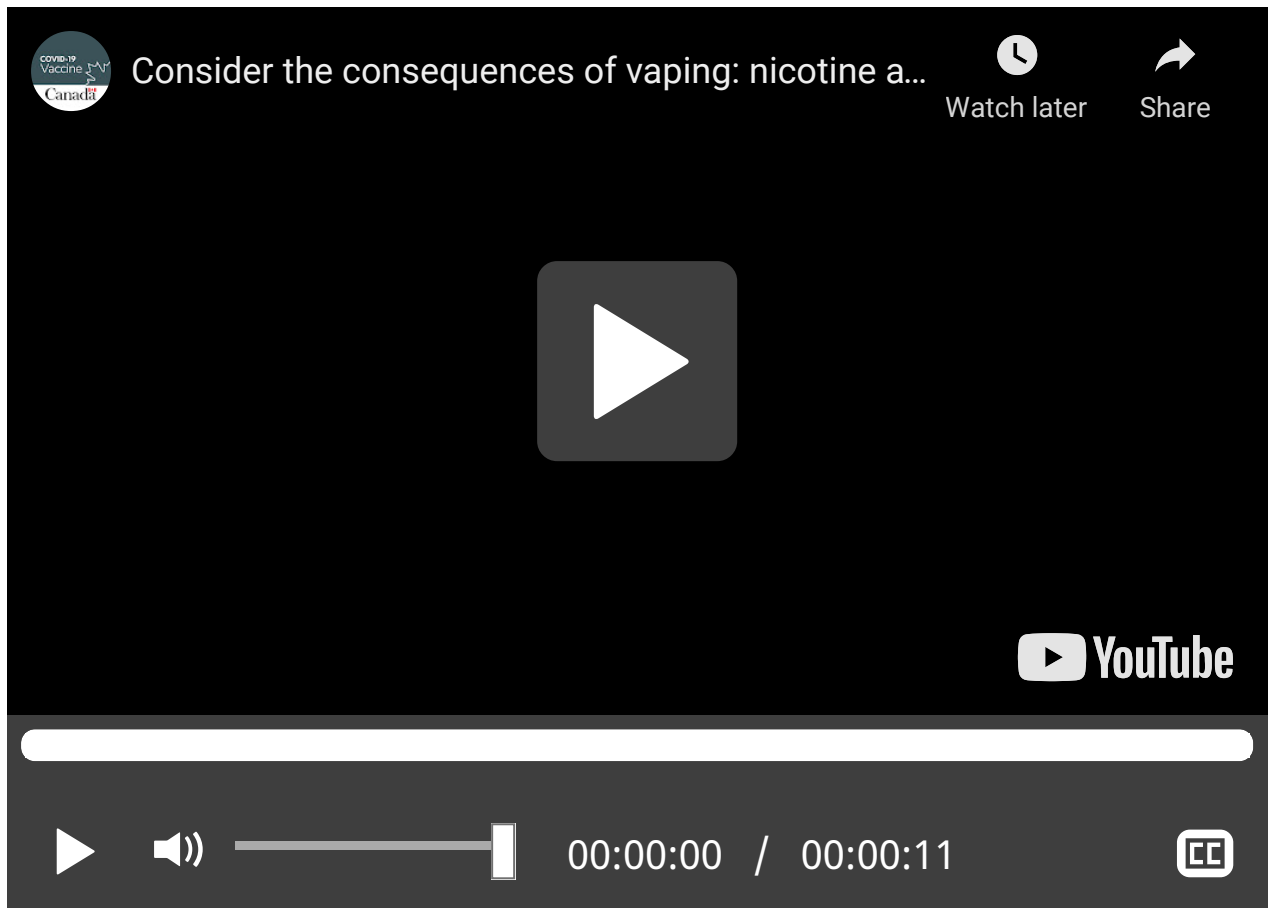 COVID-19
Vaccine
Canada
Consider the consequences of vaping: nicotine a...
Watch later
Share
YouTube
00:00:00 / 00:00:11
CC